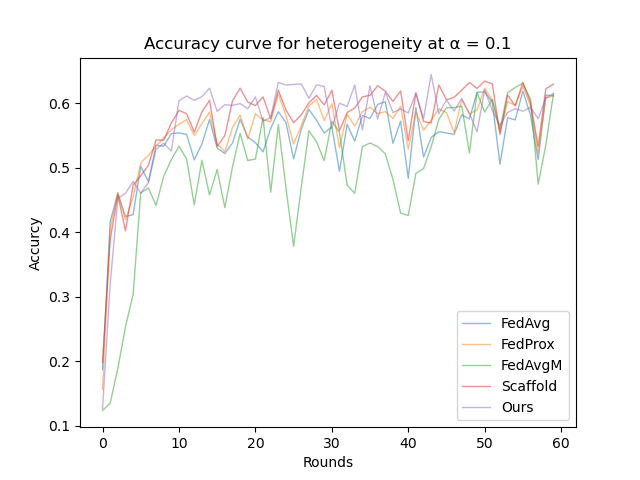 Accuracy curve for heterogeneity at α = 0.1
Accurcy
0.6
0.5
0.4
0.3
0.2
0.1
0 10 20 30 40 50 60
Rounds
FedAvg
FedProx
FedAvgM
Scaffold
Ours